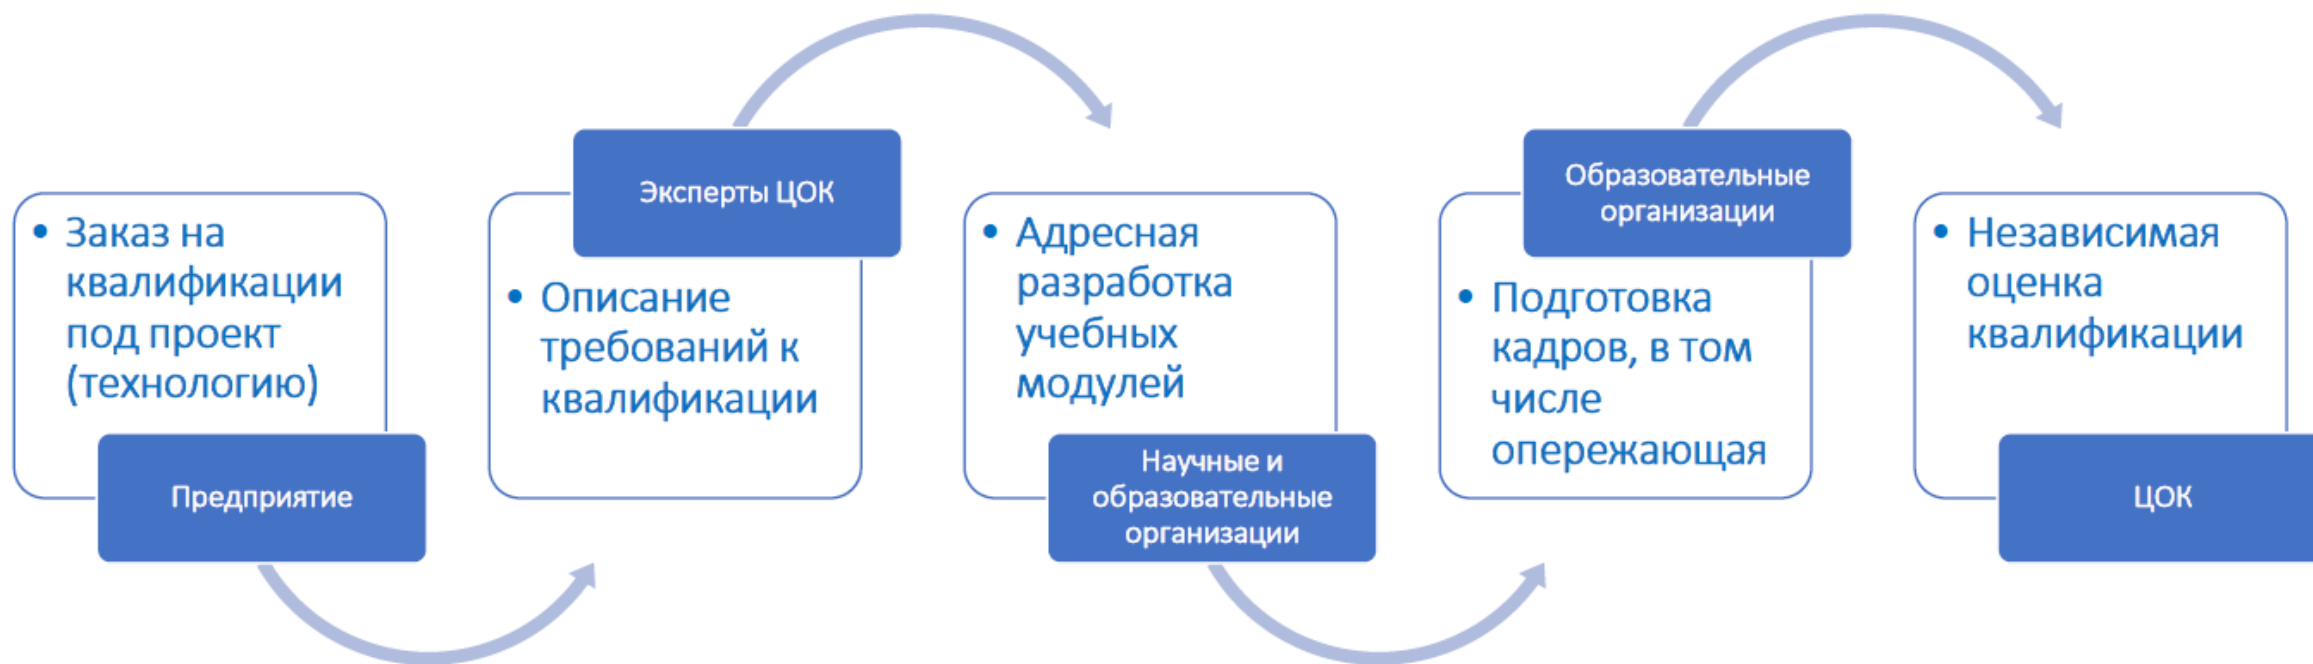 • Заказ на
квалификации
под проект
(технологию)
Предприятие
Эксперты ЦОК
• Описание
требований к
квалификации
• Адресная
разработка
учебных
модулей
Научные и
образовательные
организации
Образовательные
организации
• Подготовка
кадров, в том
числе
опережающая
• Независимая
оценка
квалификации
ЦОК